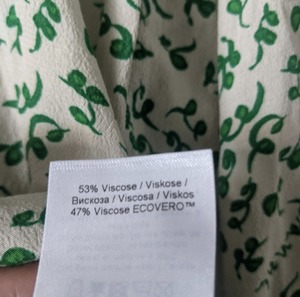 53% Viscose / Viskose /
Вискоза / Viscosa / Viskos
47% Viscose ECOVERO™